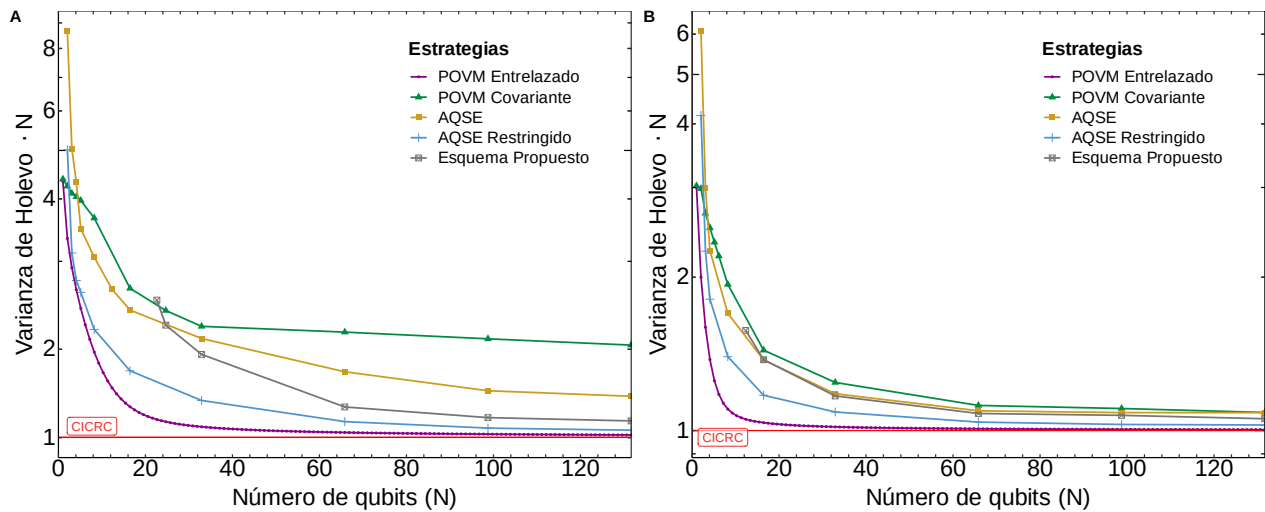 A
Varianza de Holevo · N
8
6
4
2
1
Estrategias
POVM Entrelazado
POVM Covariante
AQSE
AQSE Restringido
Esquema Propuesto
CICRC
0 20 40 60 80 100 120
Número de qubits (N)
B
Varianza de Holevo · N
6
5
4
2
1
Estrategias
POVM Entrelazado
POVM Covariante
AQSE
AQSE Restringido
Esquema Propuesto
CICRC
0 20 40 60 80 100 120
Número de qubits (N)